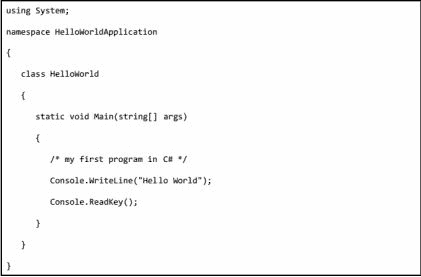 using System;
namespace HelloWorldApplication
{
class HelloWorld
{
static void Main(string[] args)
{
/* my first program in C# */
Console.WriteLine("Hello World");
Console.ReadKey();
}
}
}